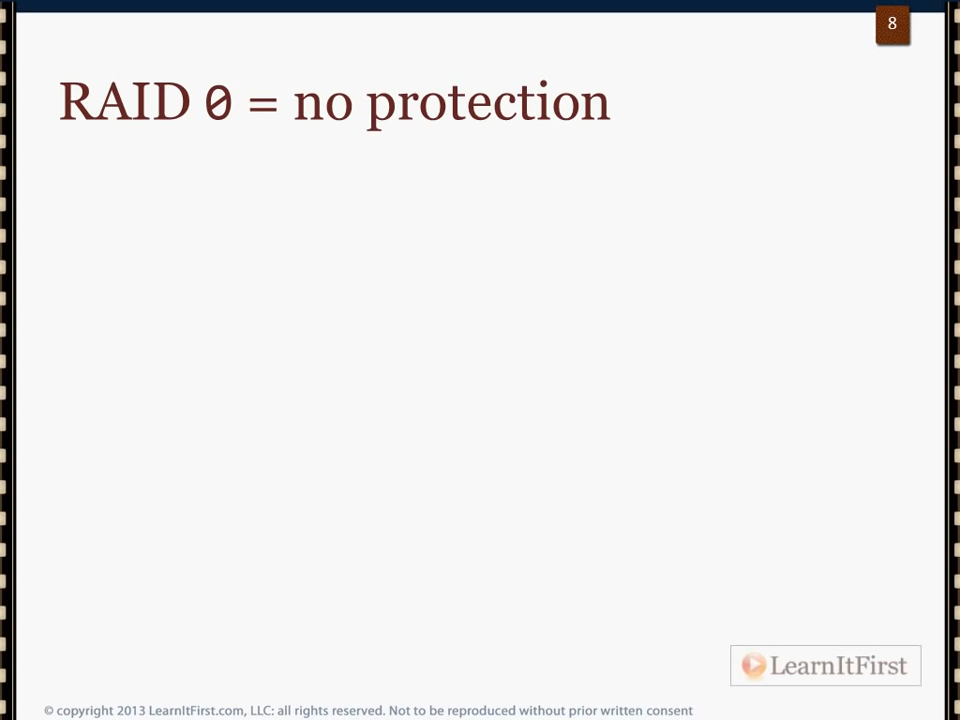 8
RAID 0 = no protection
LearnItFirst
© copyright 2013 LearnItFirst.com, LLC: all rights reserved. Not to be reproduced without prior written consent